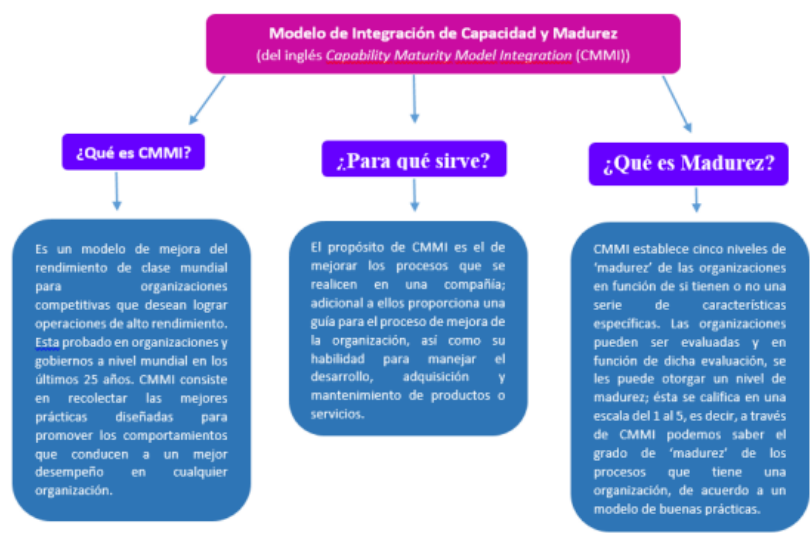 Modelo de Integración de Capacidad y Madurez
(del inglés Capability Maturity Model Integration (CMMI))
¿Qué es CMMI?
Es un modelo de mejora del
rendimiento de clase mundial
para organizaciones
competitivas que desean lograr
operaciones de alto rendimiento.
Esta probado en organizaciones y
gobiernos a nivel mundial en los
últimos 25 años. CMMI consiste
en recolectar las mejores
prácticas diseñadas para
promover los comportamientos
que conducen a un mejor
desempeño en cualquier
organización.
¿Para qué sirve?
El propósito de CMMI es el de
mejorar los procesos que se
realicen en una compañía;
adicional a ellos proporciona una
guía para el proceso de mejora de
la organización, así como su
habilidad para manejar el
desarrollo, adquisición y
mantenimiento de productos o
servicios.
¿Qué es Madurez?
CMMI establece cinco niveles de
‘madurez’ de las organizaciones
en función de si tienen o no una
serie de características
específicas. Las organizaciones
pueden ser evaluadas y en
función de dicha evaluación, se
les puede otorgar un nivel de
madurez; ésta se califica en una
escala del 1 al 5, es decir, a través
de CMMI podemos saber el
grado de ‘madurez’ de los
procesos que tiene una
organización, de acuerdo a un
modelo de buenas prácticas.